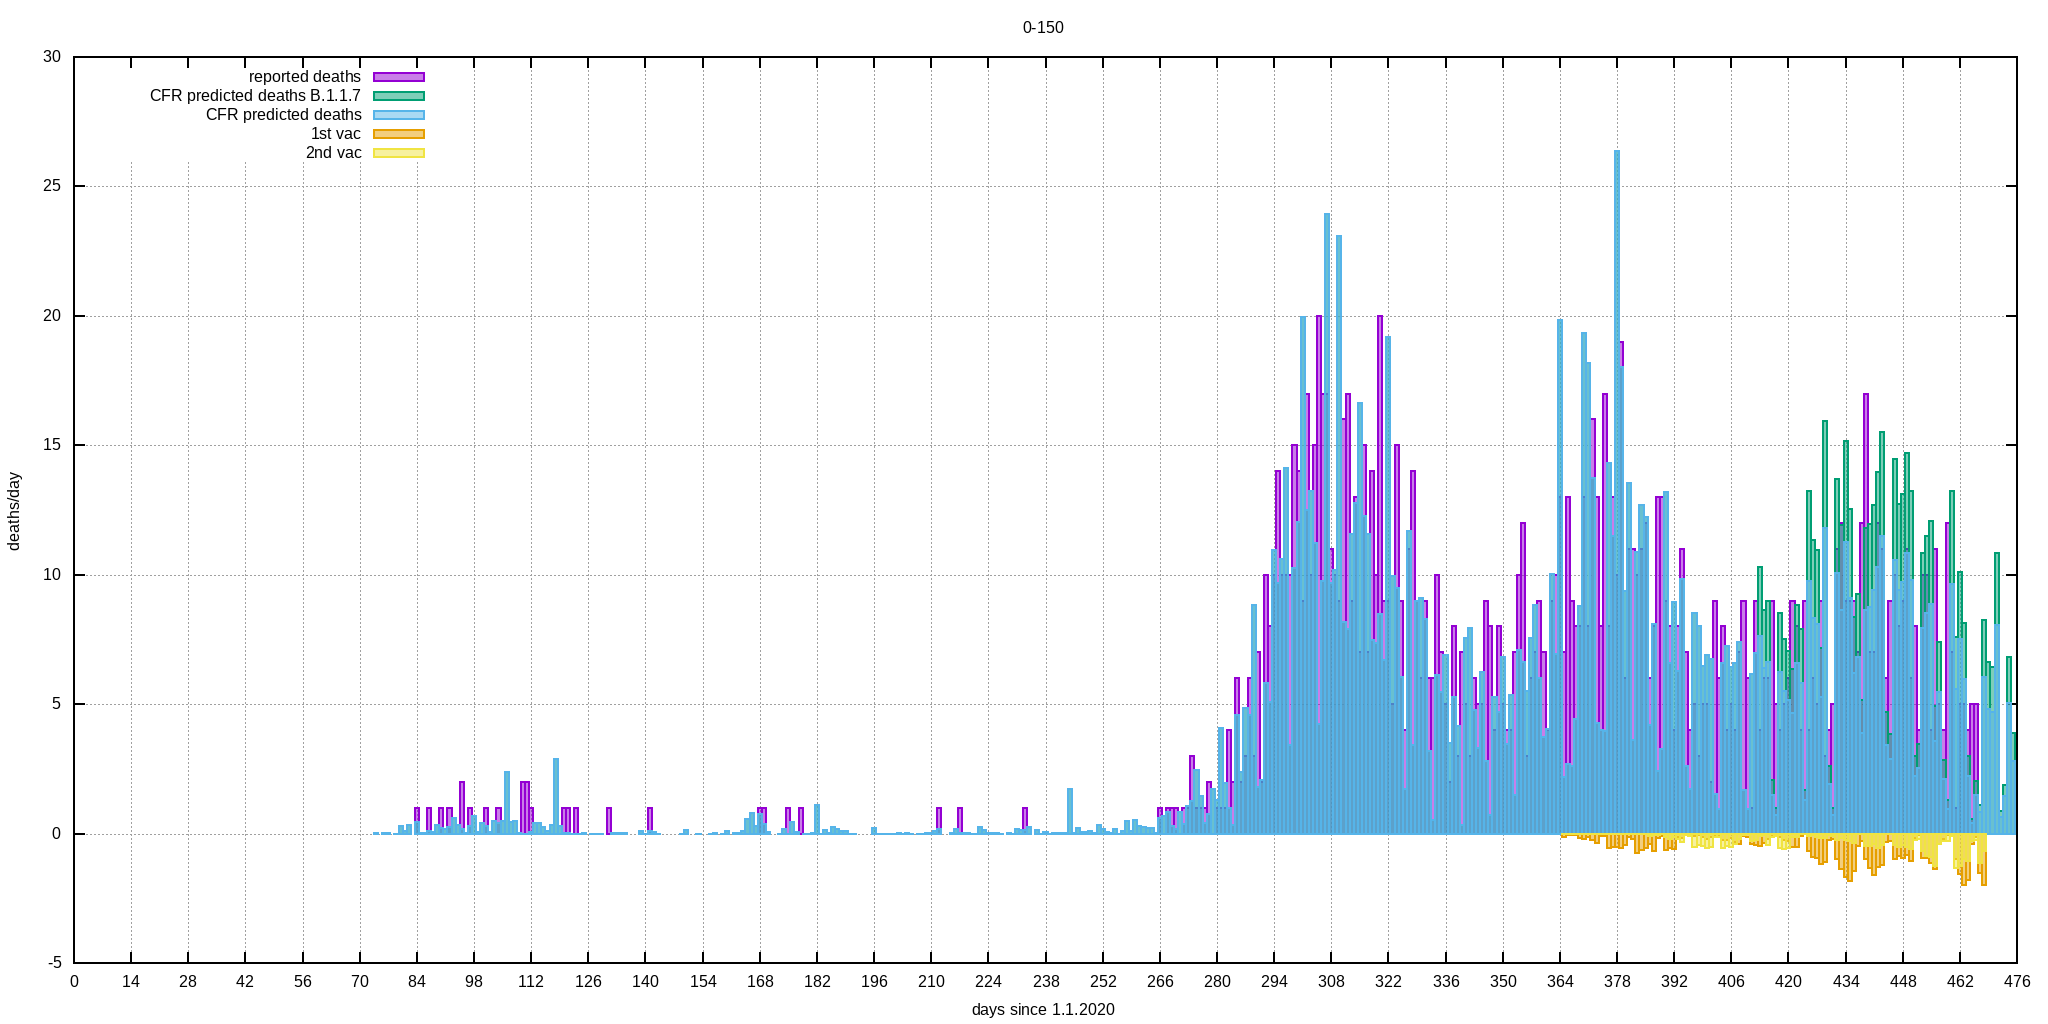 0-150
30
reported deaths
CFR predicted deaths B.1.1.7
CFR predicted deaths
1st vac
2nd vac
25
20
15
10
5
0
-5
deaths/day
0 14 28 42 56 70 84 98 112 126 140 154 168 182 196 210 224 238 252 266 280 294 308 322 336 350 364 378 392 406 420 434 448 462 476
days since 1.1.2020